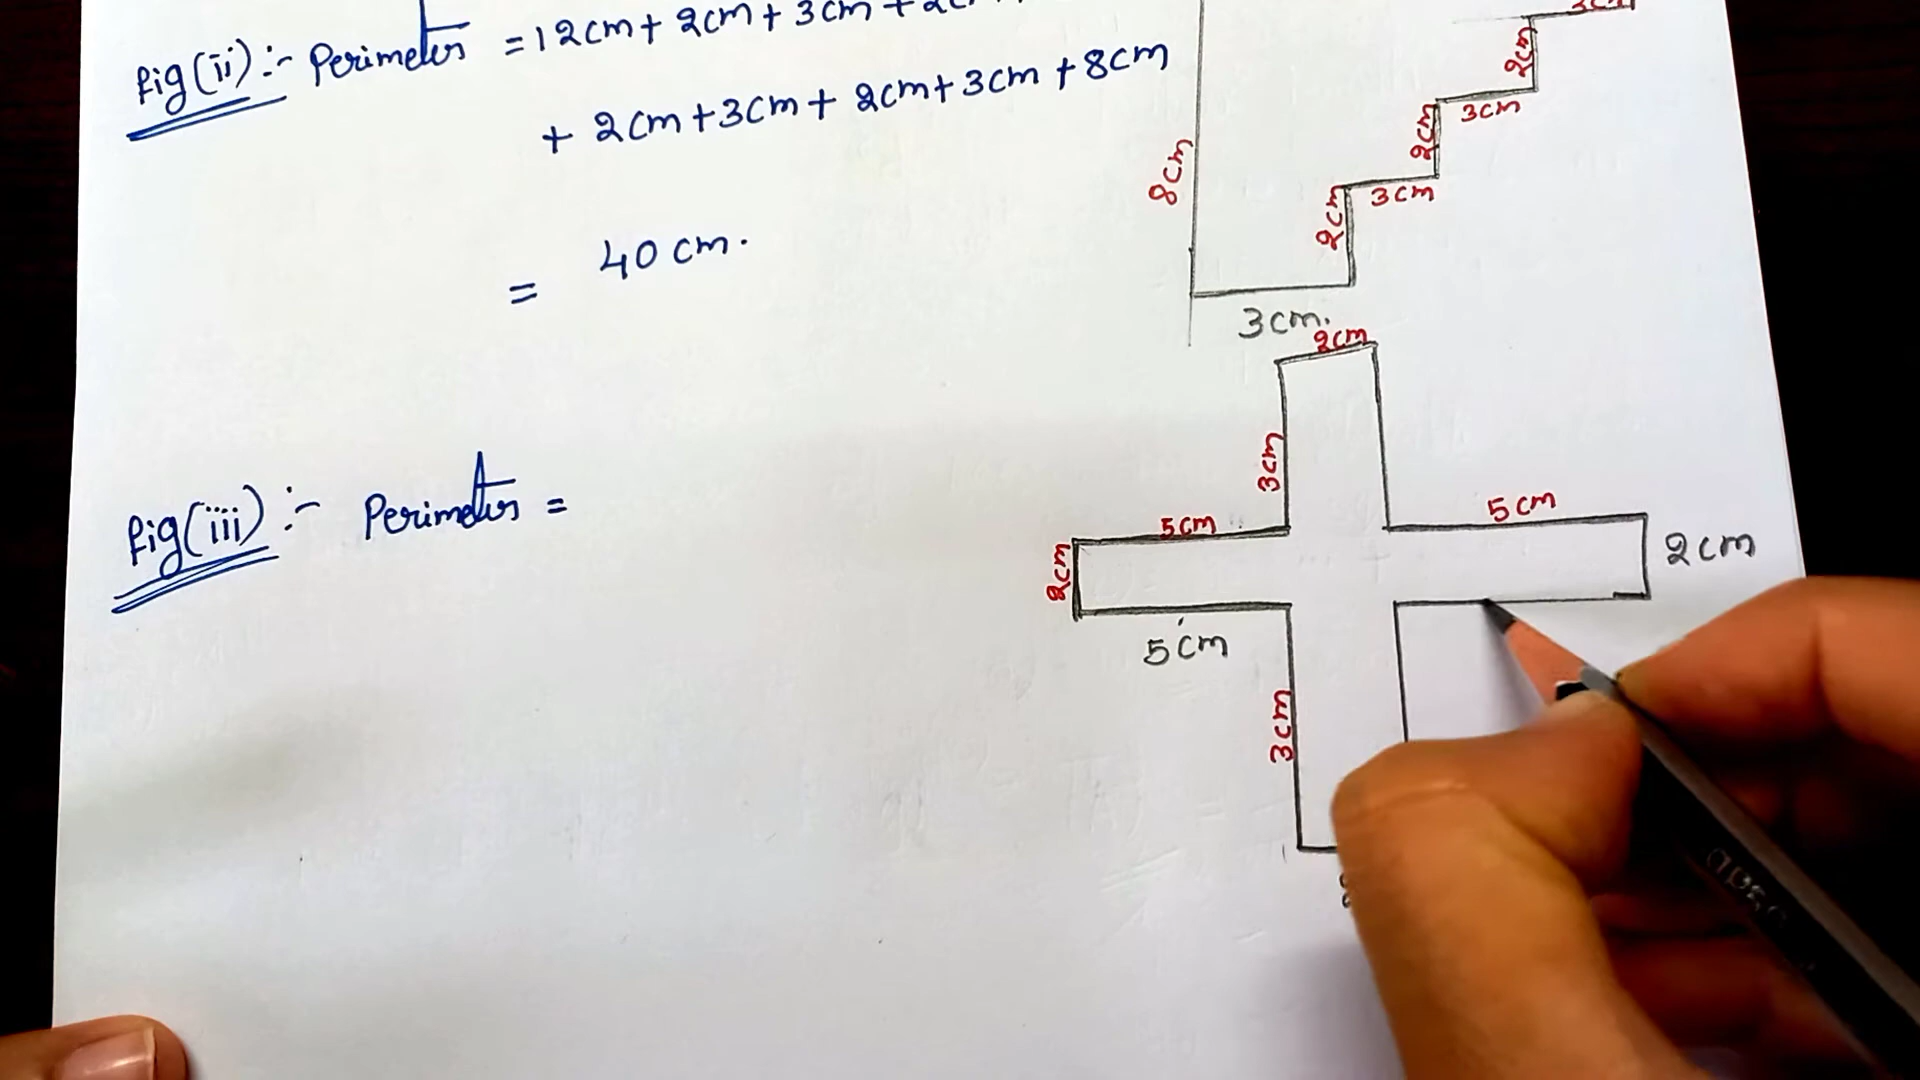 fig(ii):- Perimeter = 12cm + 2cm + 3cm +
+ 2cm + 3cm + 2cm + 3cm + 8cm
= 40 cm.
3cm
2cm
3cm
2cm
3cm
2cm
8cm
3cm.
2cm
3cm
5cm
5cm
2cm
2cm
5cm
3cm
fig(iii):- Perimeter =